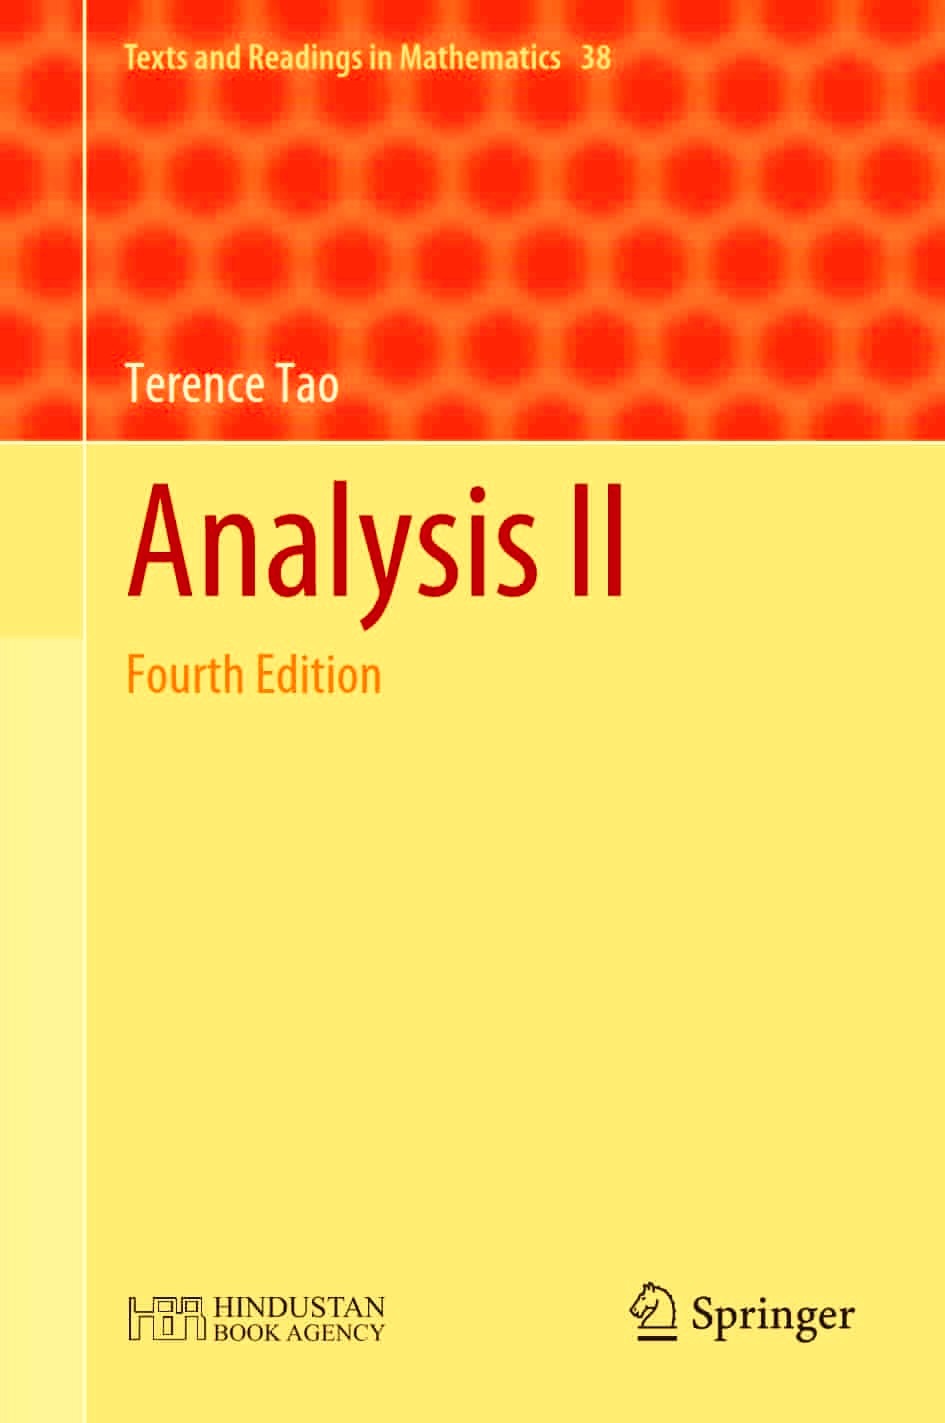 Texts and Readings in Mathematics 38
Terence Tao
Analysis II
Fourth Edition
HINDUSTAN
BOOK AGENCY
Springer